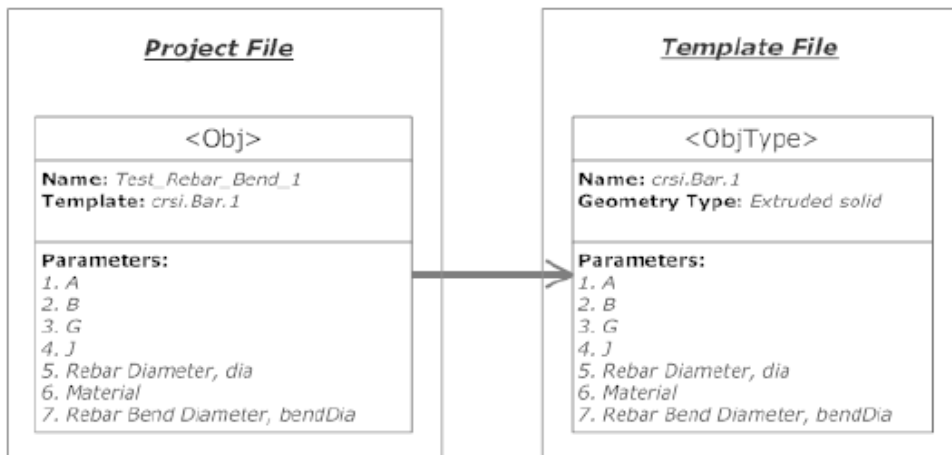 Project File
<Obj>
Name: Test_Rebar_Bend_1
Template: crsi.Bar.1
Parameters:
1. A
2. B
3. G
4. J
5. Rebar Diameter, dia
6. Material
7. Rebar Bend Diameter, bendDia
Template File
<ObjType>
Name: crsi.Bar.1
Geometry Type: Extruded solid
Parameters:
1. A
2. B
3. G
4. J
5. Rebar Diameter, dia
6. Material
7. Rebar Bend Diameter, bendDia